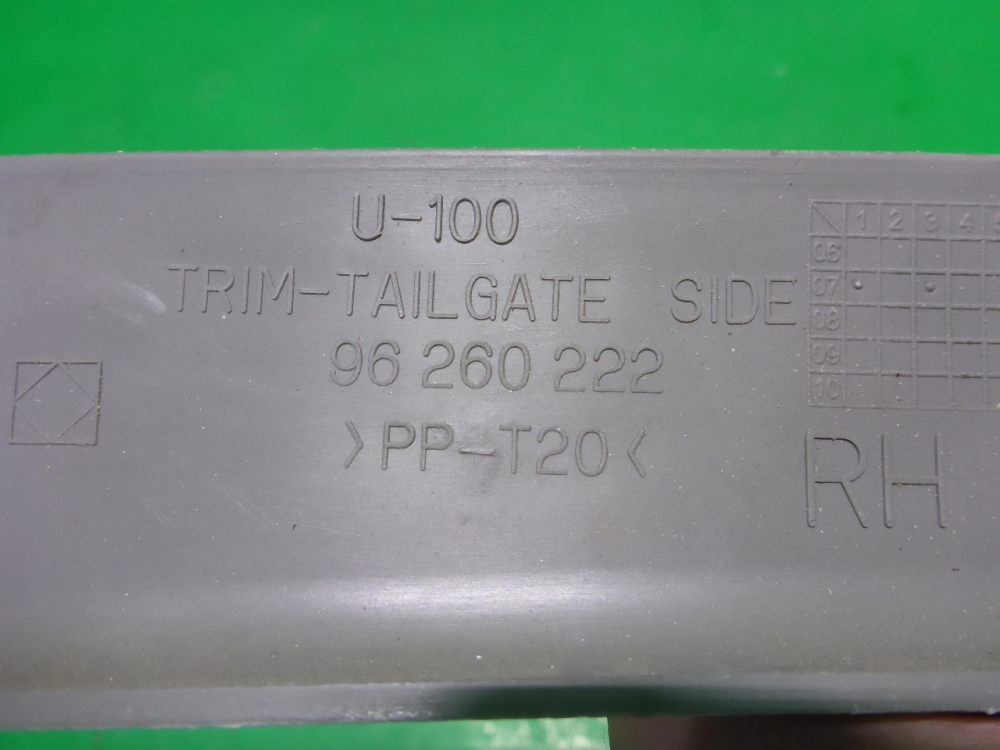 U-100
TRIM-TAILGATE SIDE
96 260 222
>PP-T20<
RH
1 2 3 4
06
07
08
09
10